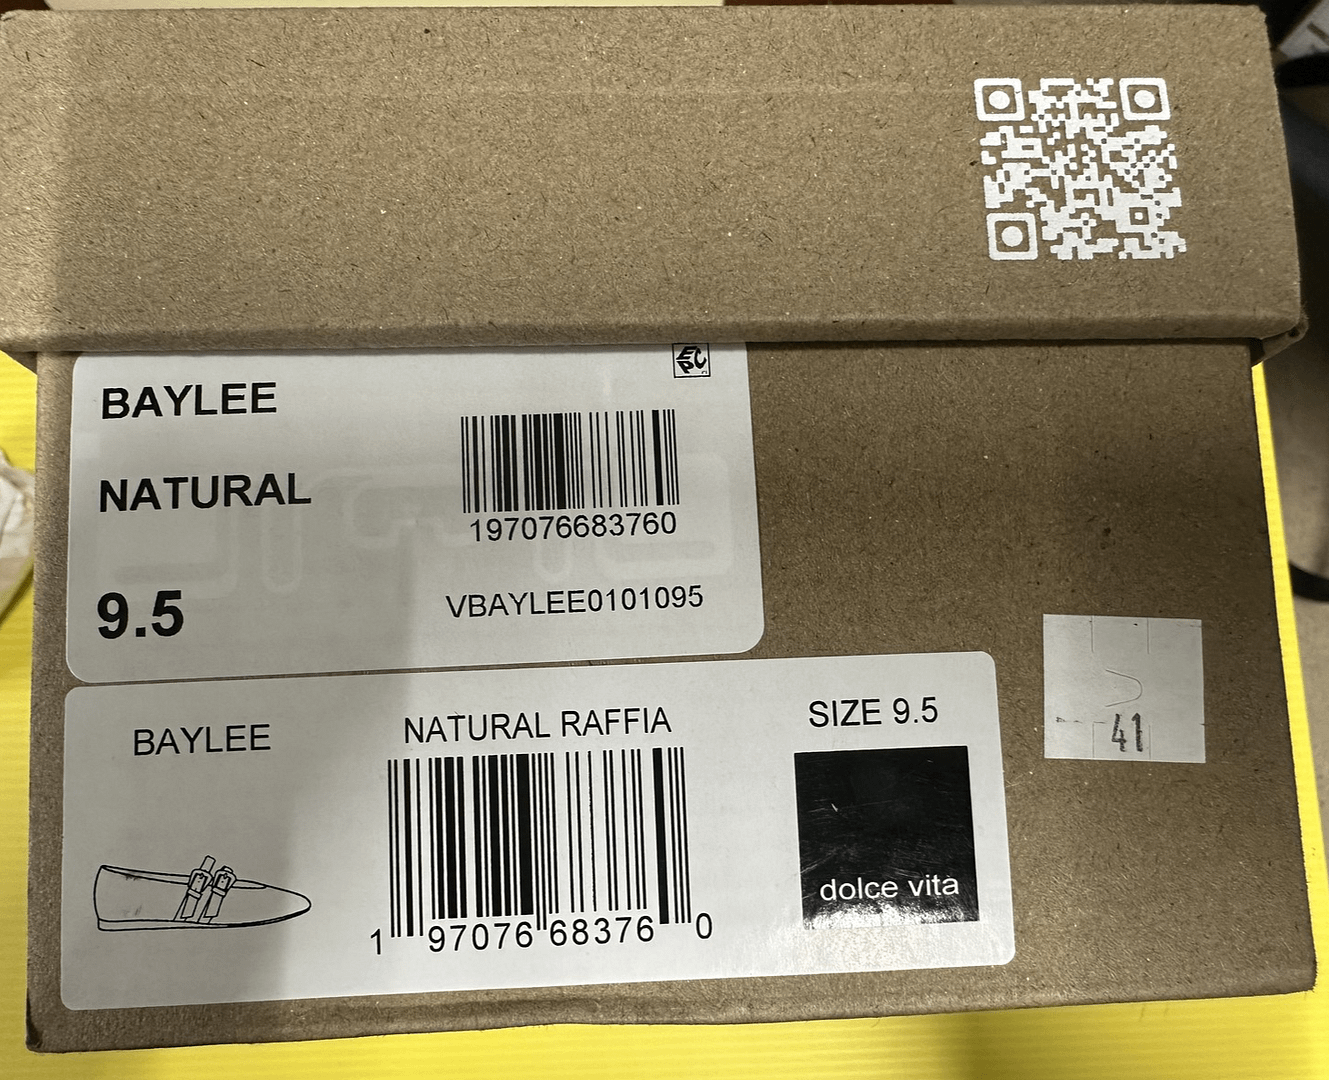 EPC
BAYLEE
NATURAL
197076683760
9.5
VBAYLEE0101095
BAYLEE
NATURAL RAFFIA
SIZE 9.5
dolce vita
1 97076 68376 0
41